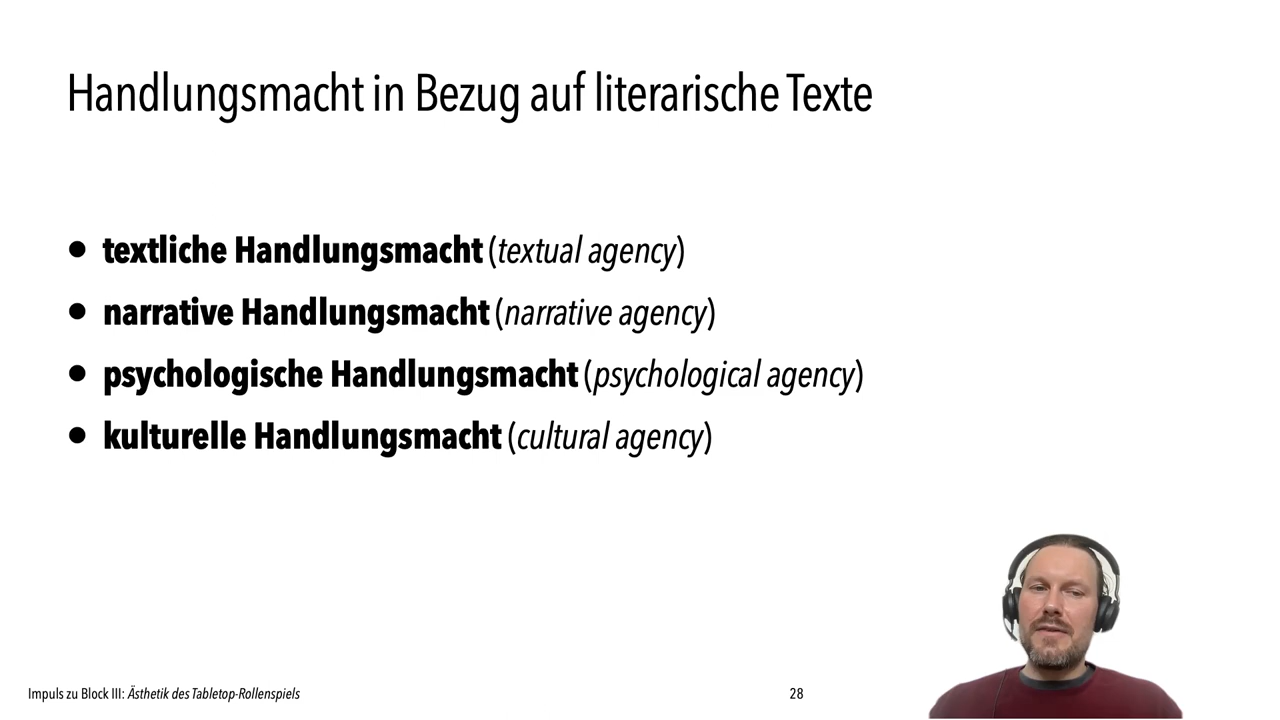 Handlungsmacht in Bezug auf literarische Texte
• textliche Handlungsmacht (textual agency)
• narrative Handlungsmacht (narrative agency)
• psychologische Handlungsmacht (psychological agency)
• kulturelle Handlungsmacht (cultural agency)
Impuls zu Block III: Ästhetik des Tabletop-Rollenspiels
28